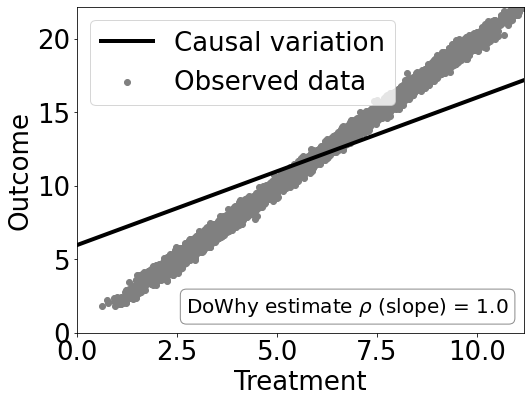 Causal variation
Observed data
Outcome
20
15
10
5
0
DoWhy estimate ρ (slope) = 1.0
0.0 2.5 5.0 7.5 10.0
Treatment